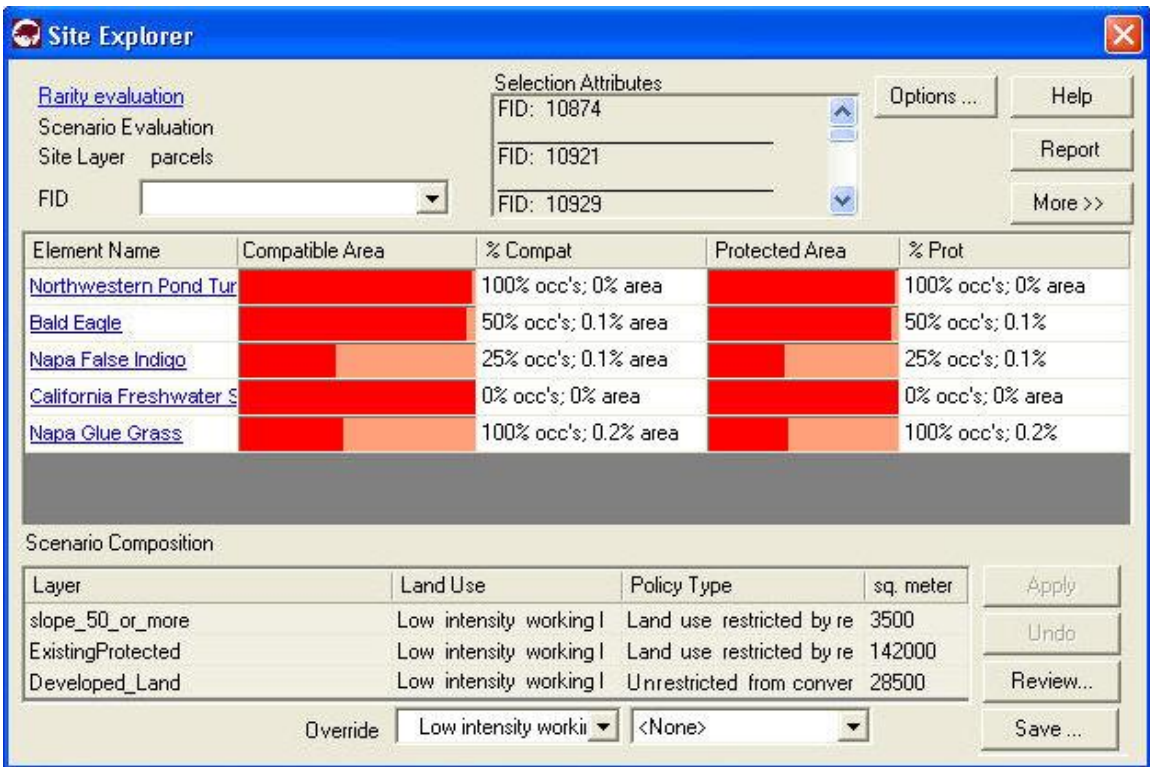 Site Explorer
Rarity evaluation
Scenario Evaluation
Site Layer parcels
FID
Selection Attributes
FID: 10874
FID: 10921
FID: 10929
Options ...
Help
Report
More >>
Element Name Compatible Area % Compat Protected Area % Prot
Northwestern Pond Tur 100% occ's; 0% area 100% occ's; 0% area
Bald Eagle 50% occ's; 0.1% area 50% occ's; 0.1%
Napa False Indigo 25% occ's; 0.1% area 25% occ's; 0.1%
California Freshwater S 0% occ's; 0% area 0% occ's; 0% area
Napa Glue Grass 100% occ's; 0.2% area 100% occ's; 0.2%
Scenario Composition
Layer Land Use Policy Type sq. meter
slope_50_or_more Low intensity working l Land use restricted by re 3500
ExistingProtected Low intensity working l Land use restricted by re 142000
Developed_Land Low intensity working l Unrestricted from conver 28500
Apply
Undo
Review...
Save ...
Override Low intensity workin <None>